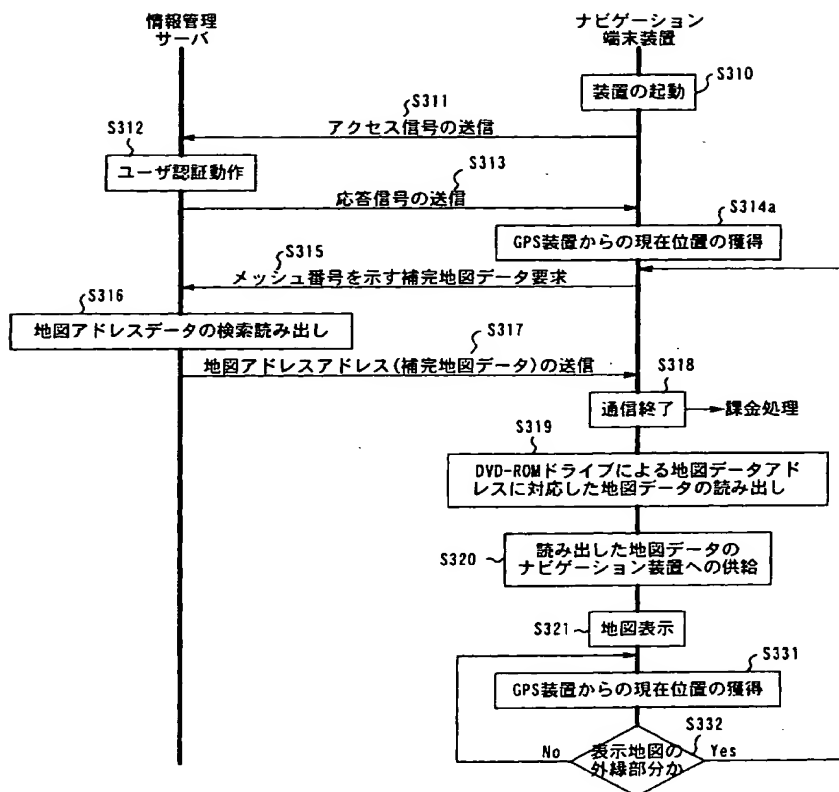 情報管理
サーバ
ナビゲーション
端末装置
S310
装置の起動
S311
アクセス信号の送信
S312
ユーザ認証動作
S313
応答信号の送信
S314a
GPS装置からの現在位置の獲得
S315
メッシュ番号を示す補完地図データ要求
S316
地図アドレスデータの検索読み出し
S317
地図アドレスアドレス(補完地図データ)の送信
S318
通信終了
課金処理
S319
DVD-ROMドライブによる地図データアド
レスに対応した地図データの読み出し
S320
読み出した地図データの
ナビゲーション装置への供給
S321
地図表示
S331
GPS装置からの現在位置の獲得
S332
No
表示地図の
外縁部分か
Yes